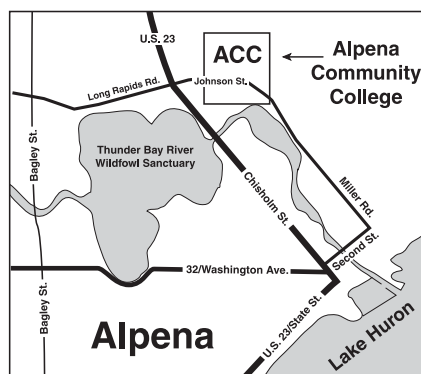 U.S. 23
ACC
Alpena
Community
College
Long Rapids Rd.
Johnson St.
Bagley St.
Thunder Bay River
Wildfowl Sanctuary
Chisholm St.
Miller Rd.
Second St.
32/Washington Ave.
Bagley St.
Alpena
U.S. 23/State St.
Lake Huron